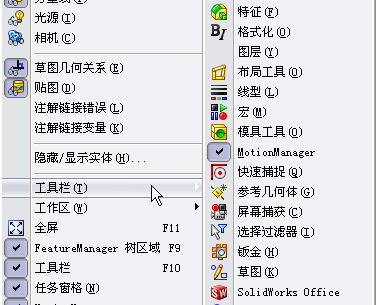 光源(I)
相机(C)
草图几何关系(E)
贴图(D)
注解链接错误(L)
注解链接变量(K)
隐藏/显示实体(H)...
工具栏(T)
工作区(W)
全屏 F11
FeatureManager 树区域 F9
工具栏 F10
任务窗格(N)
特征(F)
格式化(O)
图层(Y)
布局工具(O)
线型(L)
宏(M)
模具工具(O)
MotionManager
快速捕捉(Q)
参考几何体(G)
屏幕捕获(C)
选择过滤器(I)
钣金(H)
草图(K)
SolidWorks Office